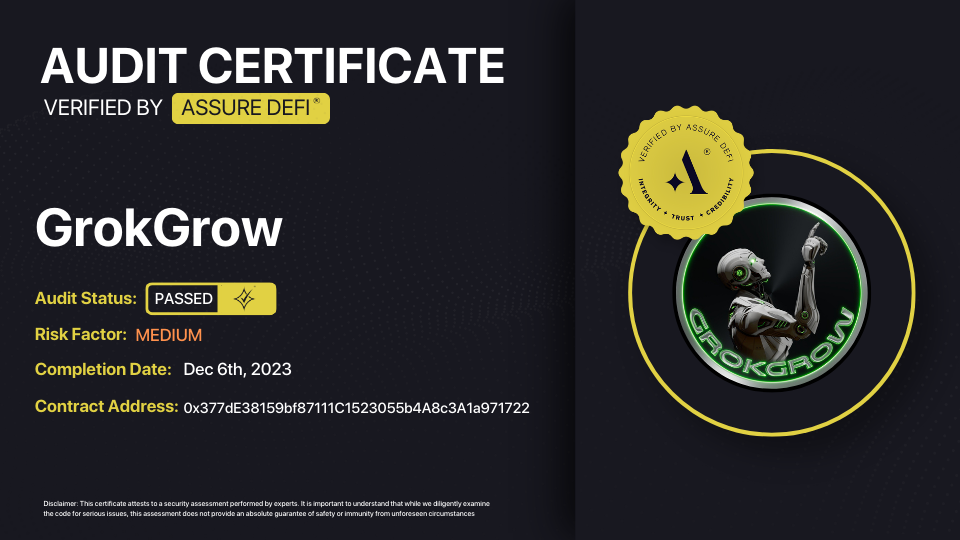 AUDIT CERTIFICATE
VERIFIED BY ASSURE DEFI ®
GrokGrow
Audit Status: PASSED
Risk Factor: MEDIUM
Completion Date: Dec 6th, 2023
Contract Address: 0x377dE38159bf87111C1523055b4A8c3A1a971722
Disclaimer: This certificate attests to a security assessment performed by experts. It is important to understand that while we diligently examine
the code for serious issues, this assessment does not provide an absolute guarantee of safety or immunity from unforeseen circumstances
VERIFIED BY ASSURE DEFI
®
INTEGRITY ✦ TRUST ✦ CREDIBILITY
GROKGROW